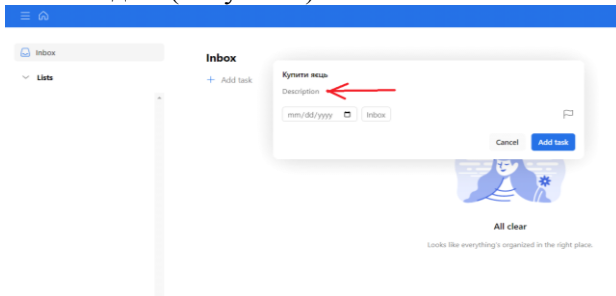 Inbox
Lists
Inbox
+ Add task
Купити яєць
Description
mm/dd/yyyy
Inbox
Cancel
Add task
All clear
Looks like everything's organized in the right place.